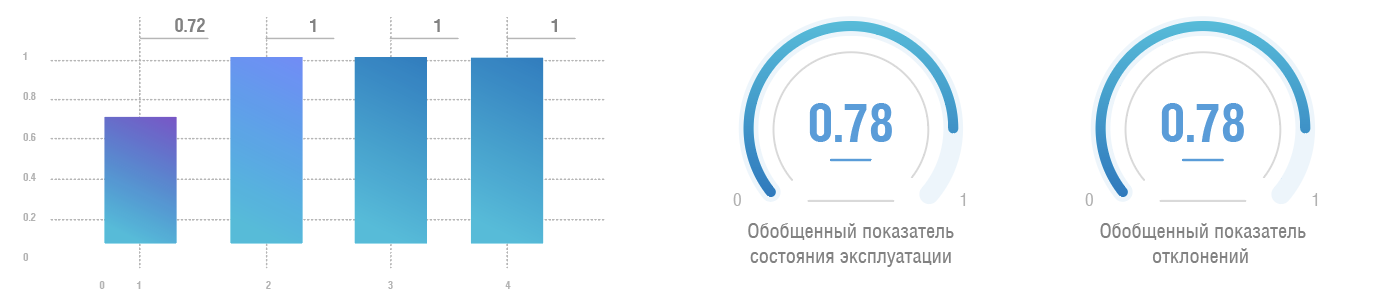 0.72 1 1 1
1
0.8
0.6
0.4
0.2
0
0 1 2 3 4
0.78
0 1
Обобщенный показатель
состояния эксплуатации
0.78
0 1
Обобщенный показатель
отклонений